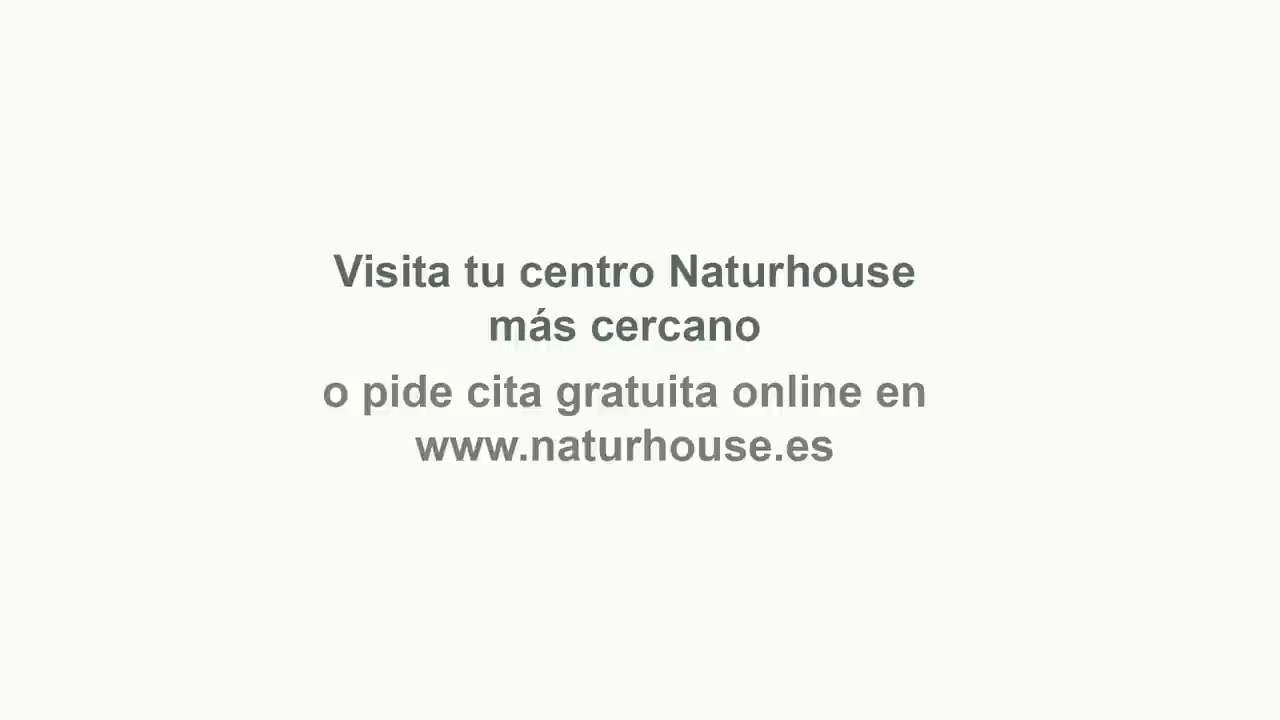 Visita tu centro Naturhouse
más cercano
o pide cita gratuita online en
www.naturhouse.es